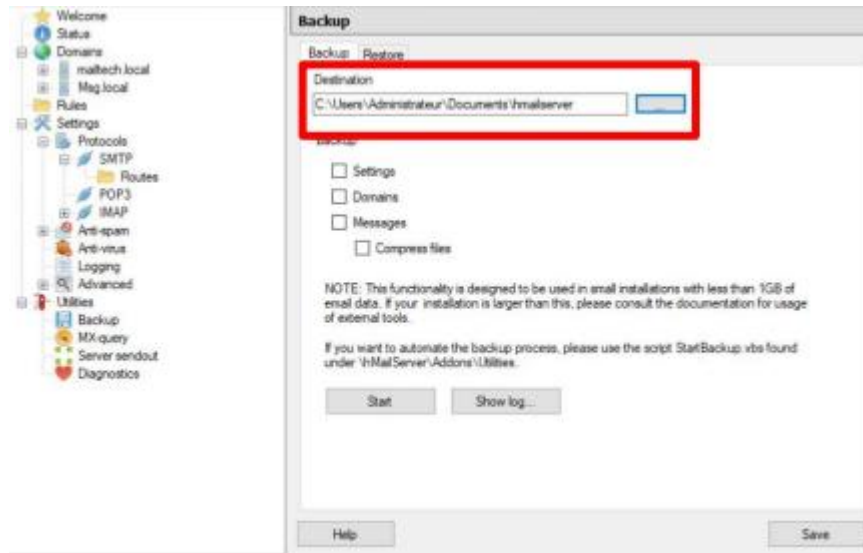 Welcome
Status
Domains
mailtech.local
Msg.local
Rules
Settings
Protocols
SMTP
Routes
POP3
IMAP
Anti-spam
Anti-virus
Logging
Advanced
Utilities
Backup
MX-query
Server sendout
Diagnostics
Backup
Backup Restore
Destination
C:\Users\Administrateur\Documents\hmailserver ...
Backup
Settings
Domains
Messages
Compress files
NOTE: This functionality is designed to be used in small installations with less than 1GB of
email data. If your installation is larger than this, please consult the documentation for usage
of external tools.
If you want to automate the backup process, please use the script StartBackup.vbs found
under \hMailServer\Addons\Utilities.
Start Show log...
Help Save